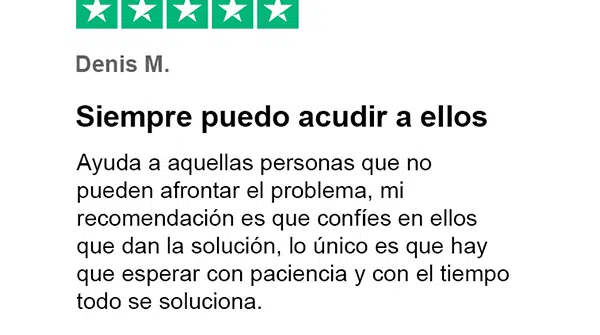 Denis M.
Siempre puedo acudir a ellos
Ayuda a aquellas personas que no
pueden afrontar el problema, mi
recomendación es que confíes en ellos
que dan la solución, lo único es que hay
que esperar con paciencia y con el tiempo
todo se soluciona.